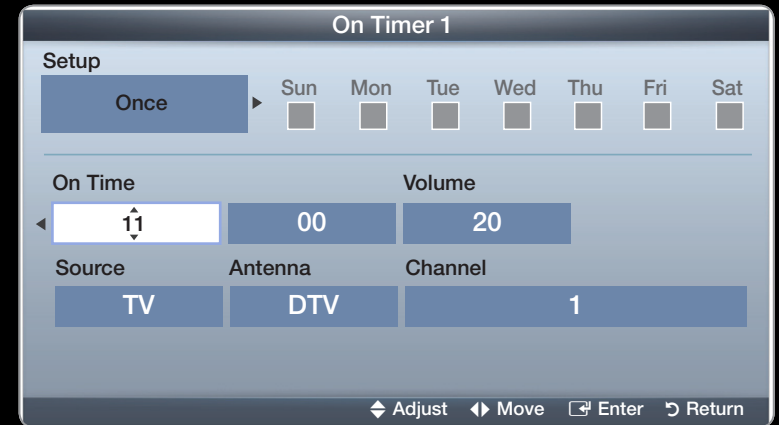 On Timer 1
Setup
Once Sun Mon Tue Wed Thu Fri Sat
On Time Volume
11 00 20
Source Antenna Channel
TV DTV 1
Adjust Move Enter Return